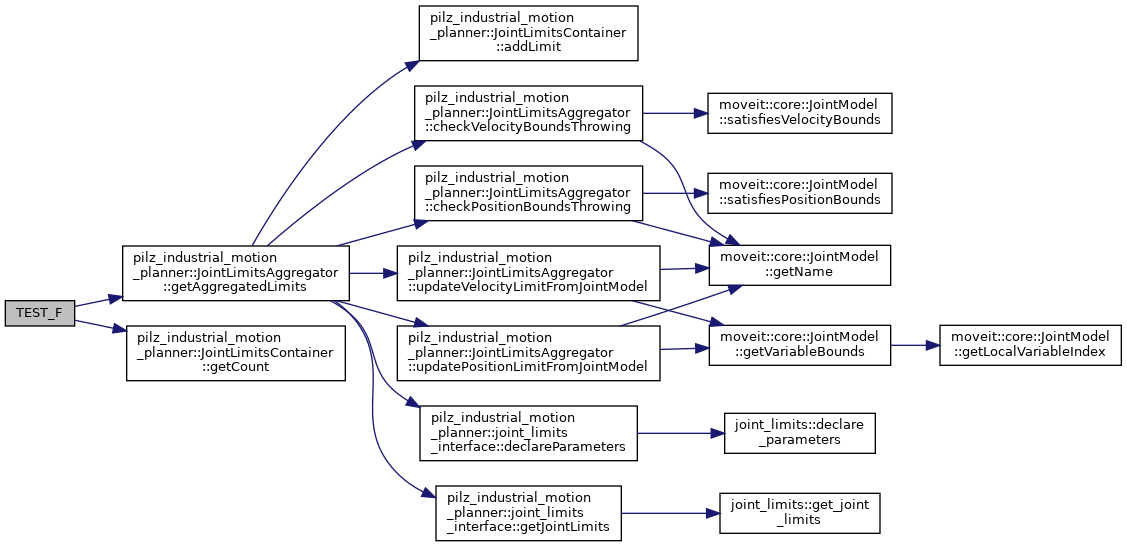 TEST_F
pilz_industrial_motion
_planner::JointLimitsAggregator
::getAggregatedLimits
pilz_industrial_motion
_planner::JointLimitsContainer
::getCount
pilz_industrial_motion
_planner::JointLimitsContainer
::addLimit
pilz_industrial_motion
_planner::JointLimitsAggregator
::checkVelocityBoundsThrowing
pilz_industrial_motion
_planner::JointLimitsAggregator
::checkPositionBoundsThrowing
pilz_industrial_motion
_planner::JointLimitsAggregator
::updateVelocityLimitFromJointModel
pilz_industrial_motion
_planner::JointLimitsAggregator
::updatePositionLimitFromJointModel
pilz_industrial_motion
_planner::joint_limits
_interface::declareParameters
pilz_industrial_motion
_planner::joint_limits
_interface::getJointLimits
moveit::core::JointModel
::satisfiesVelocityBounds
moveit::core::JointModel
::satisfiesPositionBounds
moveit::core::JointModel
::getName
moveit::core::JointModel
::getVariableBounds
joint_limits::declare
_parameters
joint_limits::get_joint
_limits
moveit::core::JointModel
::getLocalVariableIndex